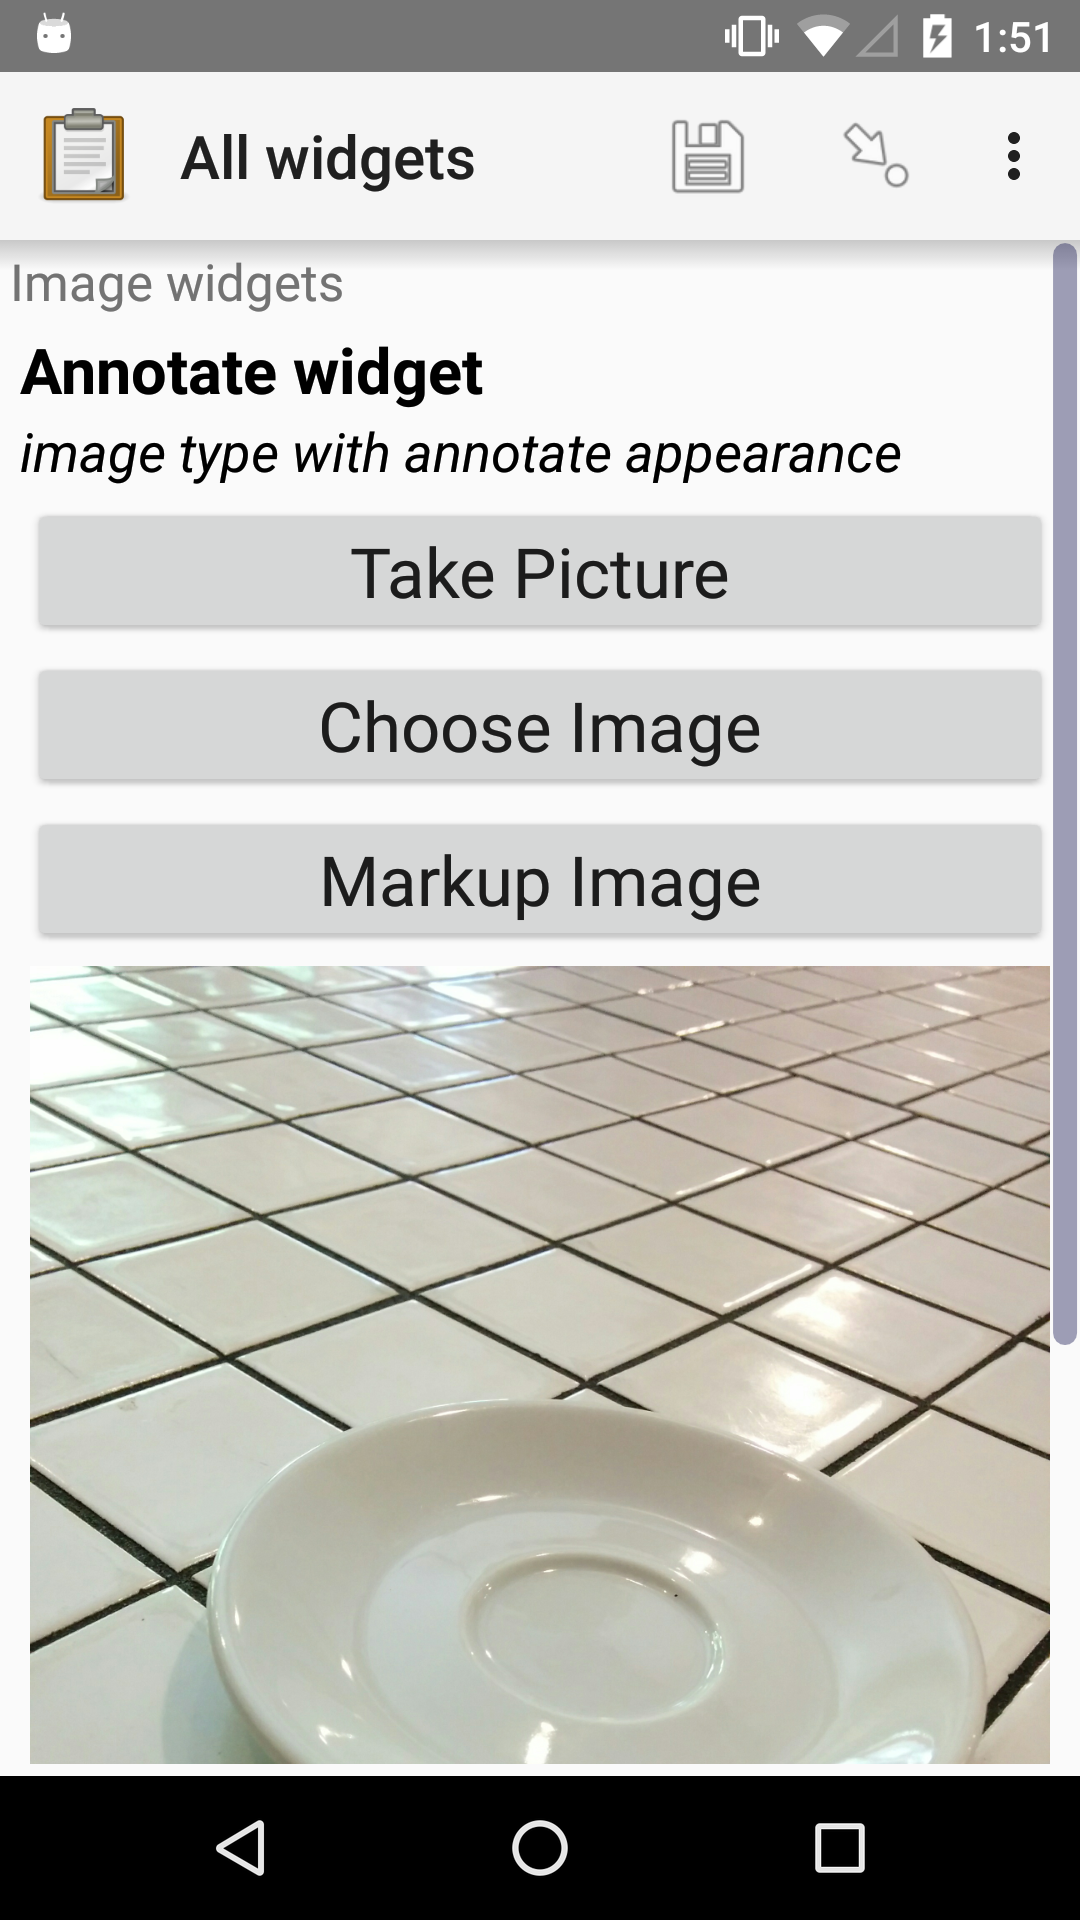 1:51
All widgets
Image widgets
Annotate widget
image type with annotate appearance
Take Picture
Choose Image
Markup Image